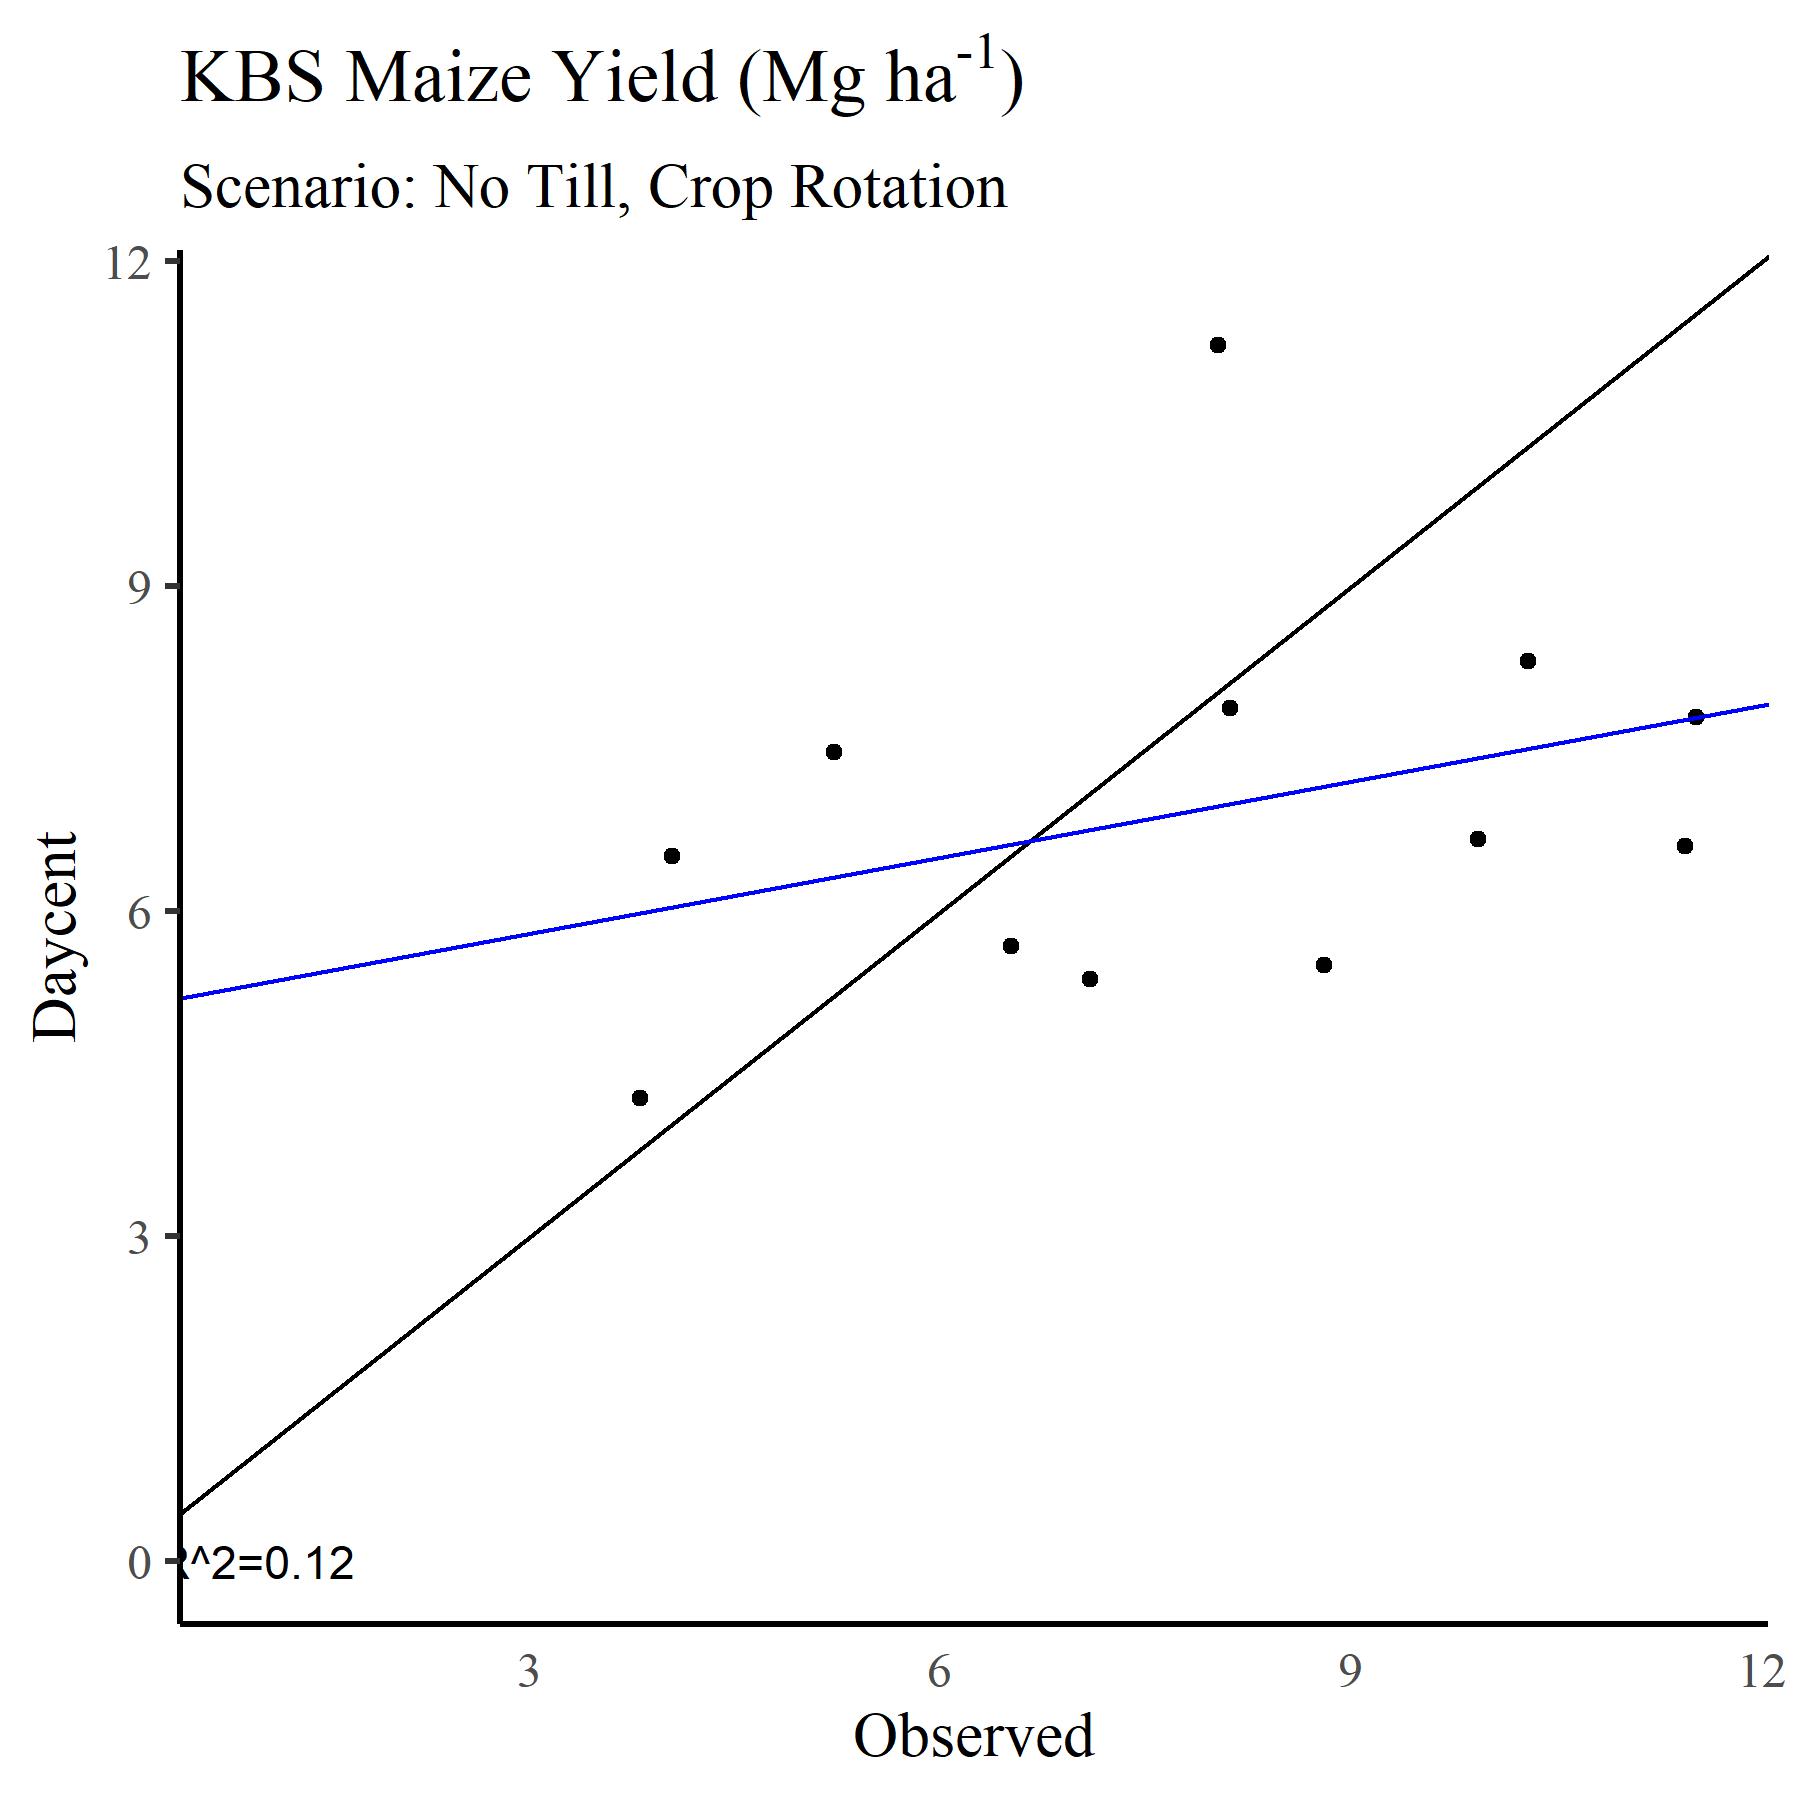 KBS Maize Yield (Mg ha⁻¹)
Scenario: No Till, Crop Rotation
12
9
6
3
0
Daycent
R^2=0.12
3
6
9
12
Observed